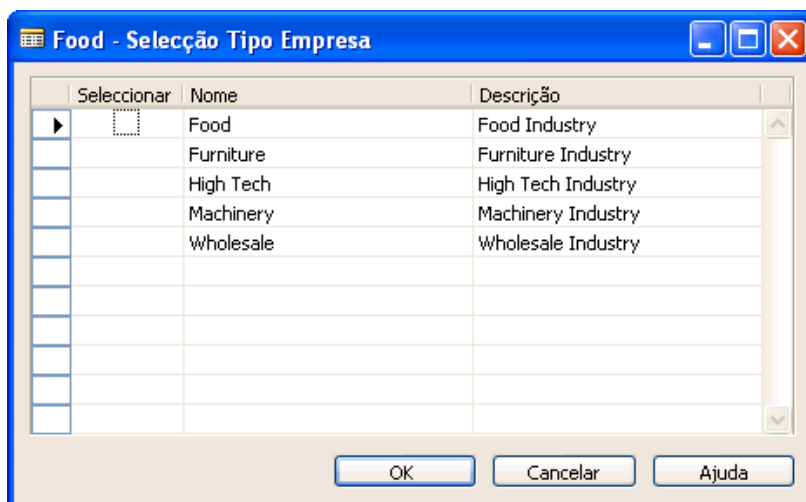 Food - Selecção Tipo Empresa
Seleccionar Nome Descrição
Food Food Industry
Furniture Furniture Industry
High Tech High Tech Industry
Machinery Machinery Industry
Wholesale Wholesale Industry
OK Cancelar Ajuda